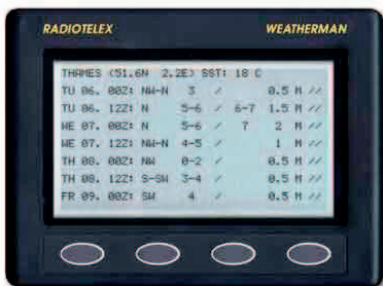 RADIOTELEX WEATHERMAN
THAMES (51.6N 2.2E) SST: 18 C
TU 06. 00Z: NW-N 3 / 0.5 M //
TU 06. 12Z: N 5-6 / 6-7 1.5 M //
WE 07. 00Z: N 5-6 / 7 2 M //
WE 07. 12Z: NW-N 4-5 / 1 M //
TH 08. 00Z: NW 0-2 / 0.5 M //
TH 08. 12Z: S-SW 3-4 / 0.5 M //
FR 09. 00Z: SW 4 / 0.5 M //